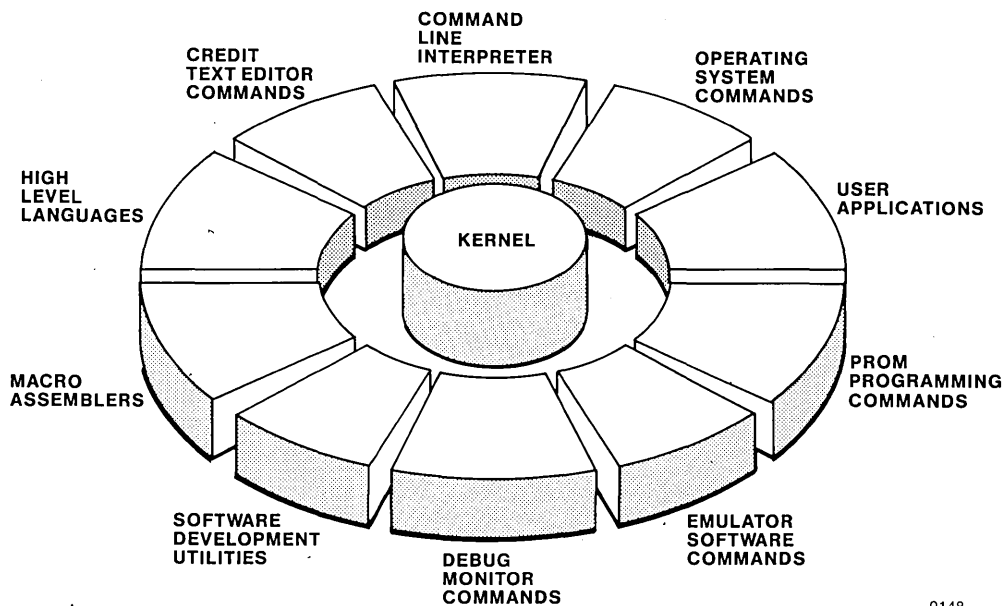 COMMAND
LINE
INTERPRETER
CREDIT
TEXT EDITOR
COMMANDS
OPERATING
SYSTEM
COMMANDS
HIGH
LEVEL
LANGUAGES
USER
APPLICATIONS
KERNEL
MACRO
ASSEMBLERS
PROM
PROGRAMMING
COMMANDS
SOFTWARE
DEVELOPMENT
UTILITIES
DEBUG
MONITOR
COMMANDS
EMULATOR
SOFTWARE
COMMANDS
0148